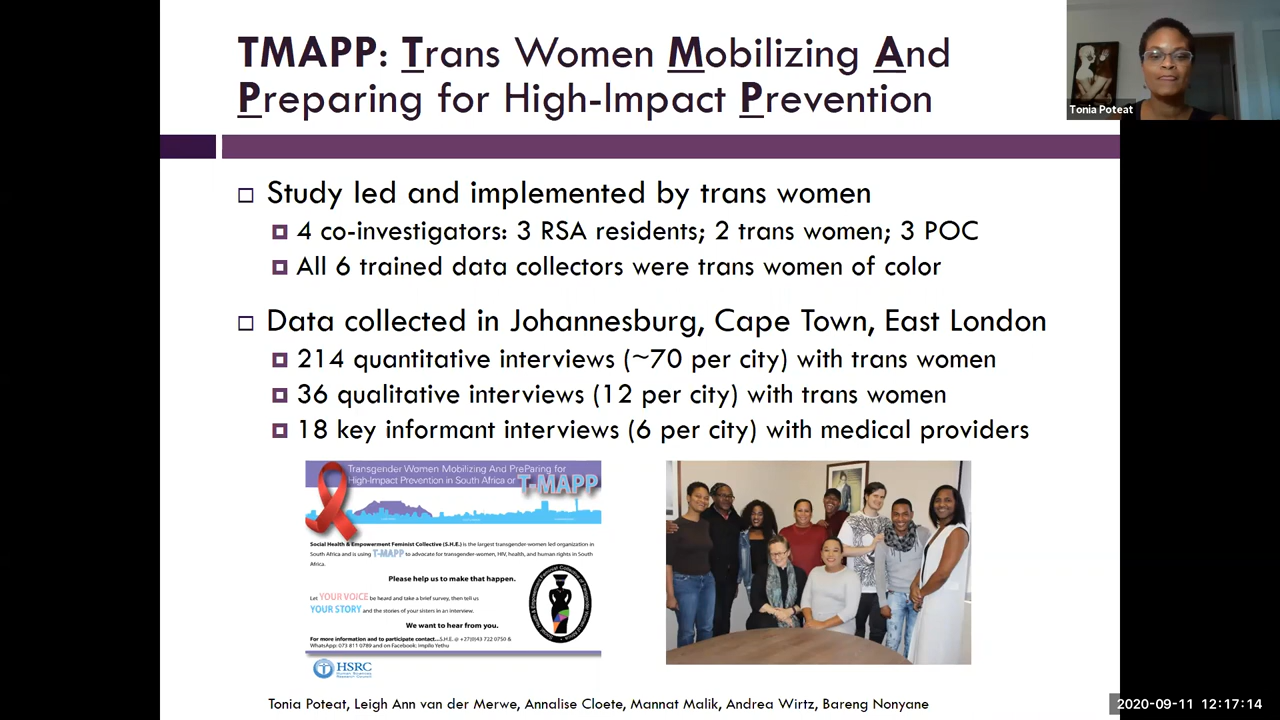 TMAPP: Trans Women Mobilizing And
Preparing for High-Impact Prevention
Tonia Poteat
Study led and implemented by trans women
4 co-investigators: 3 RSA residents; 2 trans women; 3 POC
All 6 trained data collectors were trans women of color
Data collected in Johannesburg, Cape Town, East London
214 quantitative interviews (~70 per city) with trans women
36 qualitative interviews (12 per city) with trans women
18 key informant interviews (6 per city) with medical providers
Transgender Women Mobilizing And PreParing for
High-Impact Prevention in South Africa or T-MAPP
Social Health & Empowerment Feminist Collective (S.H.E.) is the largest transgender-women led organization in
South Africa and is using T-MAPP to advocate for transgender-women, HIV, health, and human rights in South
Africa.
Please help us to make that happen.
Let YOUR VOICE be heard and take a brief survey, then tell us
YOUR STORY and the stories of your sisters in an interview.
We want to hear from you.
For more information and to participate contact...S.H.E. @ +27(0)43 722 0750 &
WhatsApp: 073 811 0789 and on Facebook: Impilo Yethu
HSRC
Human Sciences
Research Council
Tonia Poteat, Leigh Ann van der Merwe, Annalise Cloete, Mannat Malik, Andrea Wirtz, Bareng Nonyane
2020-09-11 12:17:14